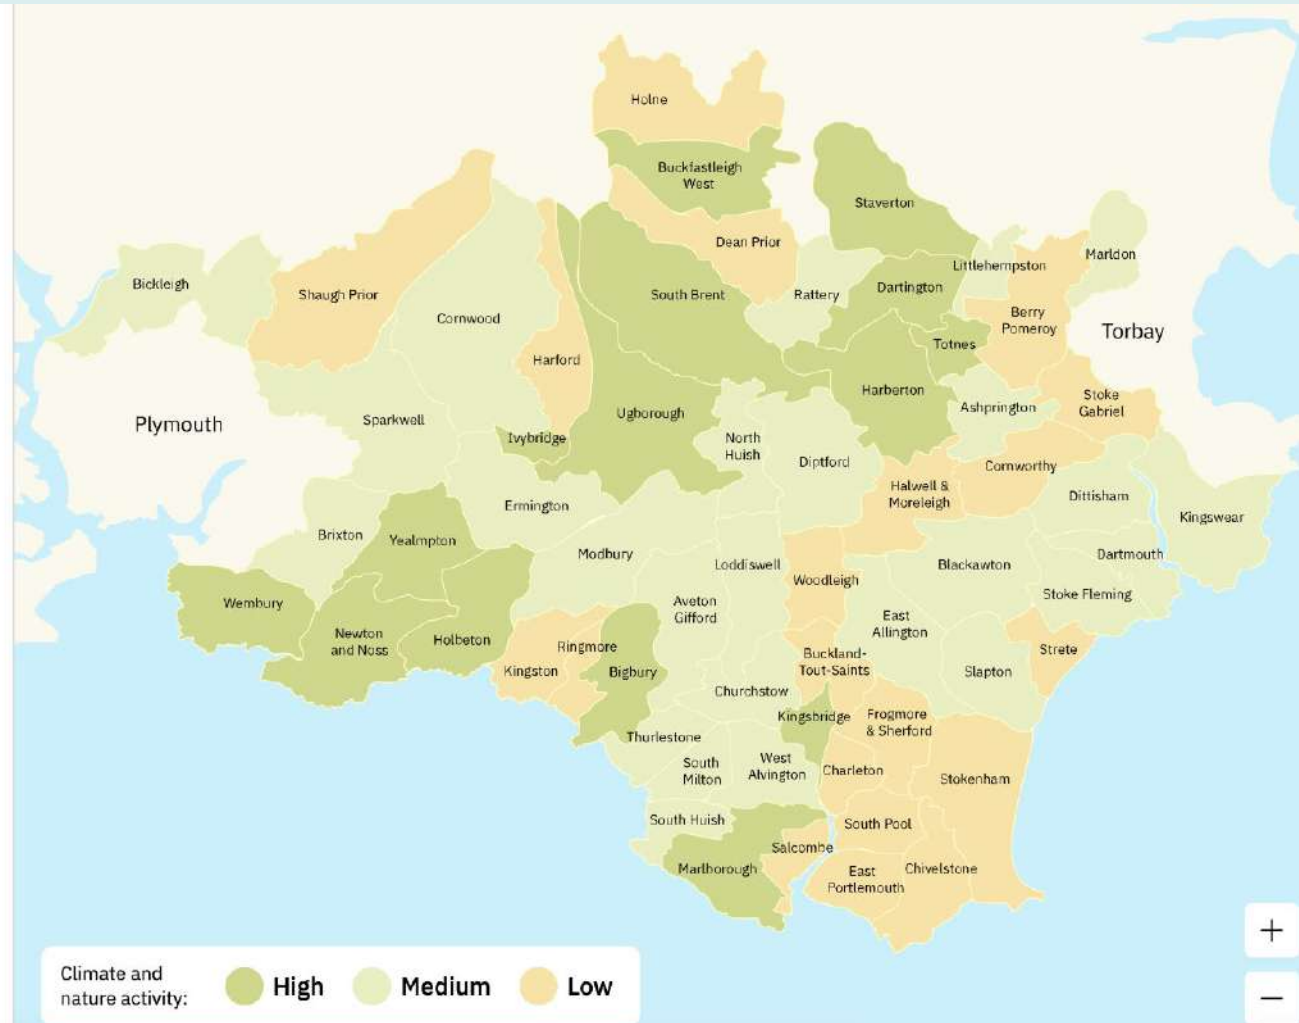 Holne
Buckfastleigh
West
Staverton
Dean Prior
Marldon
Littlehempston
Bickleigh
Shaugh Prior
South Brent
Rattery
Dartington
Cornwood
Berry
Pomeroy
Torbay
Totnes
Harford
Harberton
Ashprington
Stoke
Gabriel
Plymouth
Sparkwell
Ugborough
Ivybridge
North
Huish
Diptford
Cornworthy
Halwell &
Moreleigh
Dittisham
Ermington
Kingswear
Brixton
Yealmpton
Modbury
Loddiswell
Woodleigh
Blackawton
Dartmouth
Stoke Fleming
Wembury
Aveton
Gifford
East
Allington
Newton
and Noss
Holbeton
Ringmore
Kingston
Bigbury
Buckland-
Tout-Saints
Strete
Slapton
Churchstow
Kingsbridge
Frogmore
& Sherford
Thurlestone
South
Milton
West
Alvington
Charleton
Stokenham
South Huish
South Pool
Salcombe
Marlborough
East
Portlemouth
Chivelstone
Climate and
nature activity:
High
Medium
Low
+
−